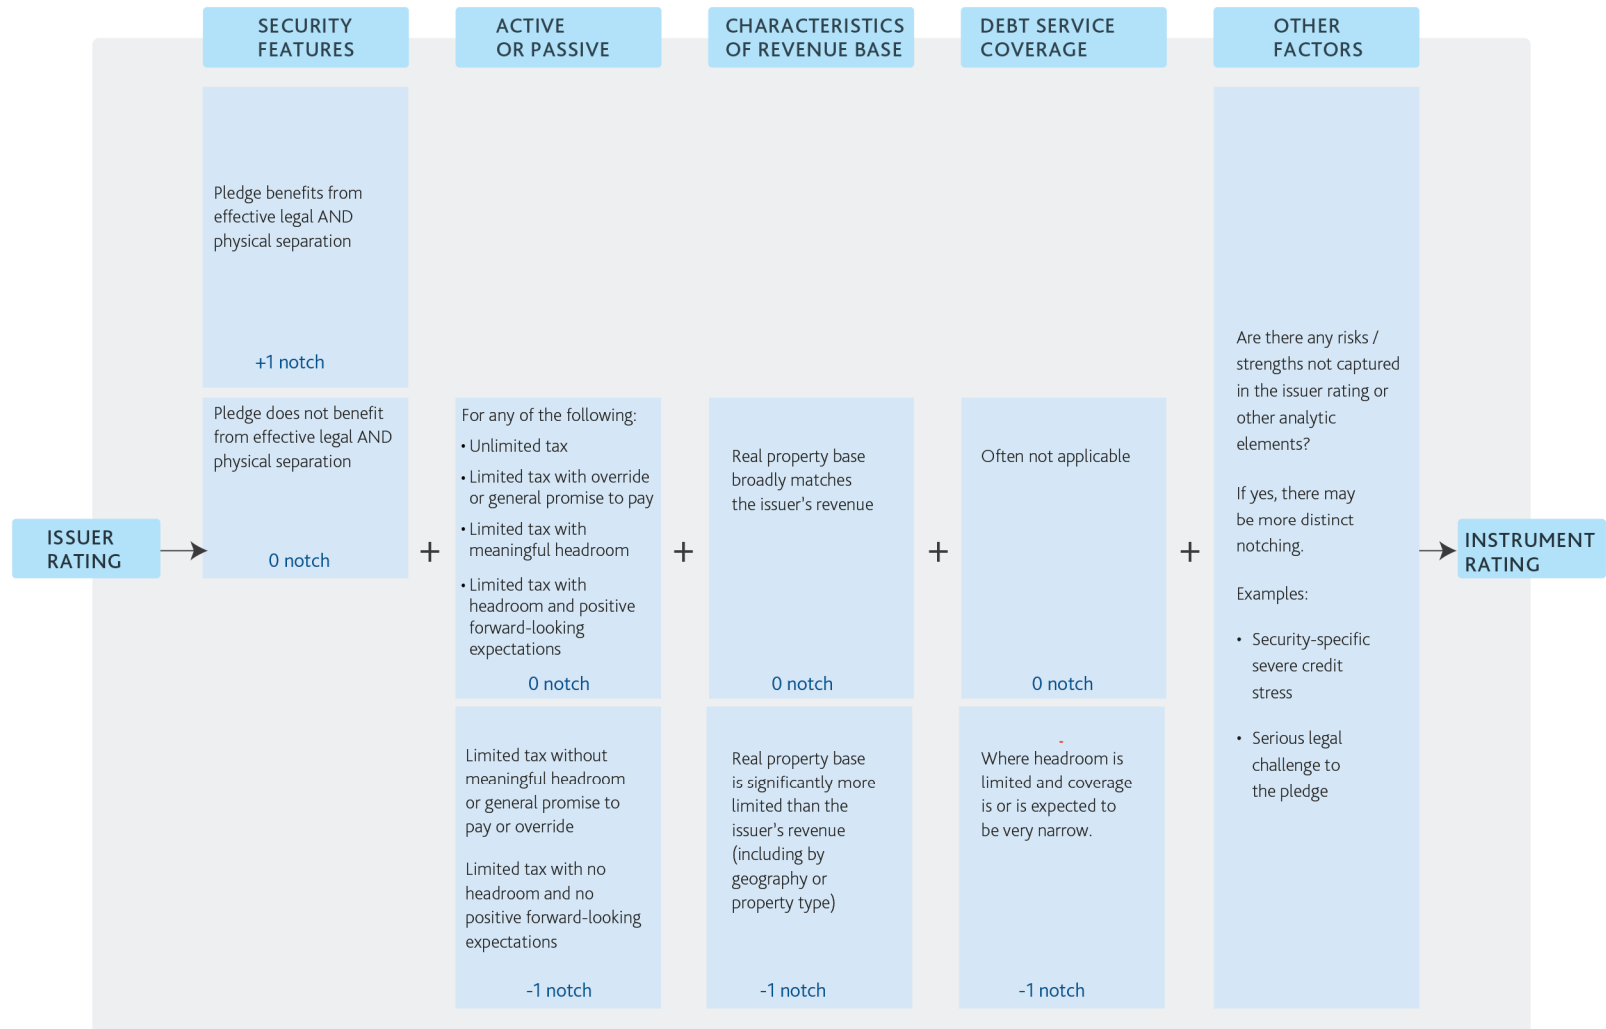 SECURITY
FEATURES
ACTIVE
OR PASSIVE
CHARACTERISTICS
OF REVENUE BASE
DEBT SERVICE
COVERAGE
OTHER
FACTORS
ISSUER
RATING
Pledge benefits from
effective legal AND
physical separation
+1 notch
Pledge does not benefit
from effective legal AND
physical separation
0 notch
+
For any of the following:
• Unlimited tax
• Limited tax with override
or general promise to pay
• Limited tax with
meaningful headroom
• Limited tax with
headroom and positive
forward-looking
expectations
0 notch
Limited tax without
meaningful headroom
or general promise to
pay or override
Limited tax with no
headroom and no
positive forward-looking
expectations
-1 notch
+
Real property base
broadly matches
the issuer's revenue
0 notch
Real property base
is significantly more
limited than the
issuer's revenue
(including by
geography or
property type)
-1 notch
+
Often not applicable
0 notch
Where headroom is
limited and coverage
is or is expected to
be very narrow.
-1 notch
+
Are there any risks /
strengths not captured
in the issuer rating or
other analytic
elements?
If yes, there may
be more distinct
notching.
Examples:
• Security-specific
severe credit
stress
• Serious legal
challenge to
the pledge
INSTRUMENT
RATING